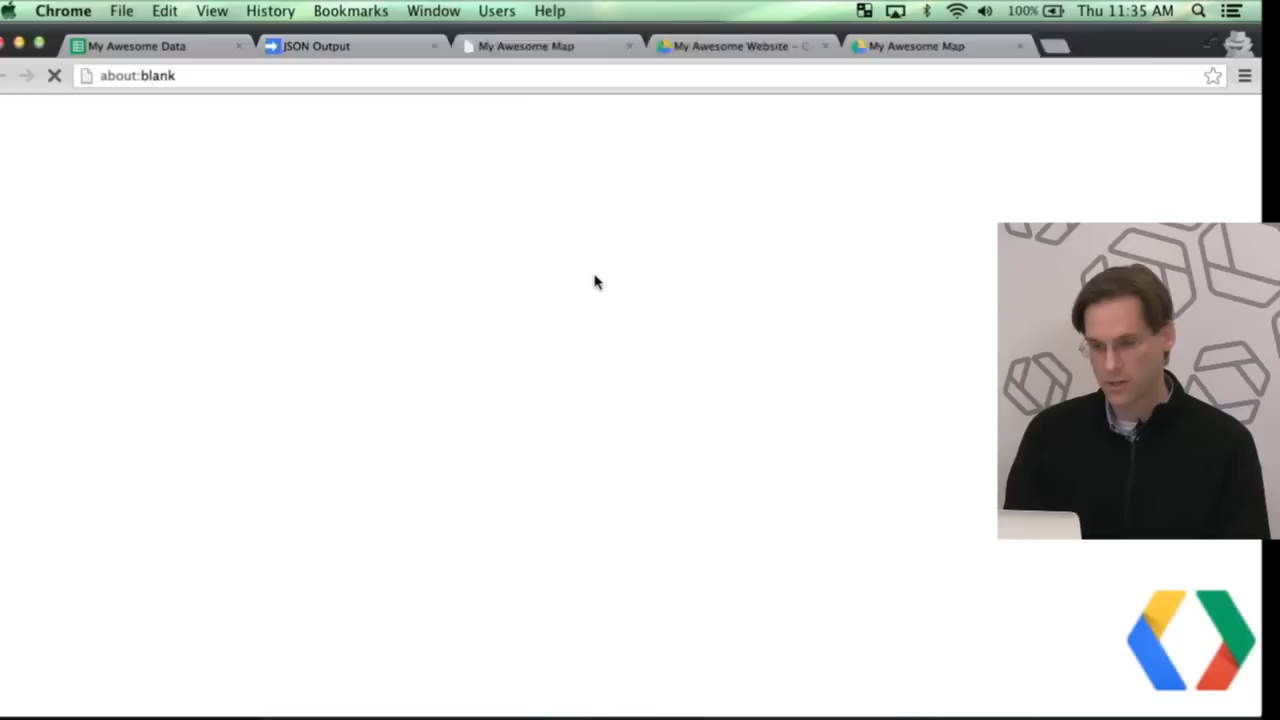 Chrome File Edit View History Bookmarks Window Users Help 100% Thu 11:35 AM
My Awesome Data JSON Output My Awesome Map My Awesome Website - My Awesome Map
about:blank